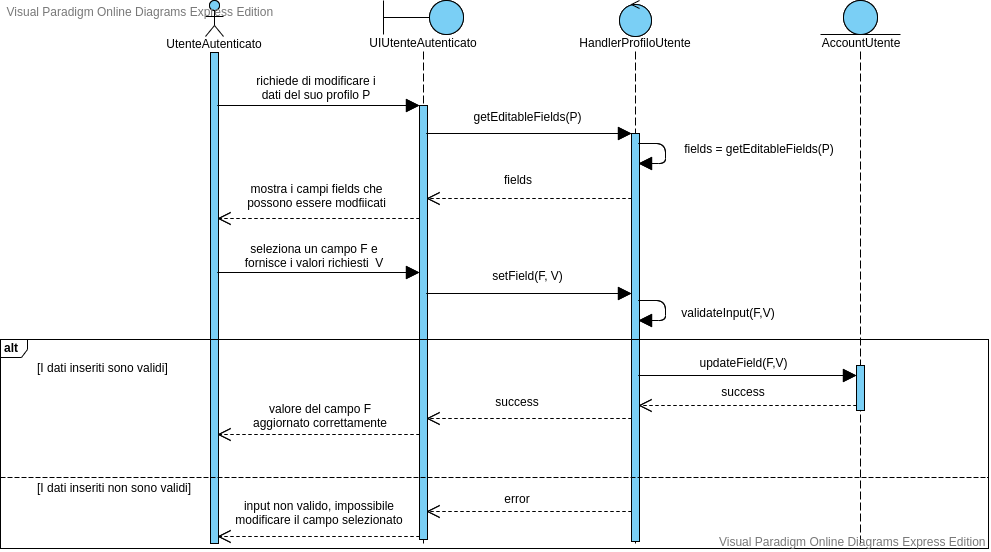 Visual Paradigm Online Diagrams Express Edition
UtenteAutenticato
UIUtenteAutenticato
HandlerProfiloUtente
AccountUtente
richiede di modificare i
dati del suo profilo P
getEditableFields(P)
fields = getEditableFields(P)
fields
mostra i campi fields che
possono essere modfiicati
seleziona un campo F e
fornisce i valori richiesti V
setField(F, V)
validateInput(F,V)
alt
[I dati inseriti sono validi]
updateField(F,V)
success
success
valore del campo F
aggiornato correttamente
[I dati inseriti non sono validi]
error
input non valido, impossibile
modificare il campo selezionato
Visual Paradigm Online Diagrams Express Edition